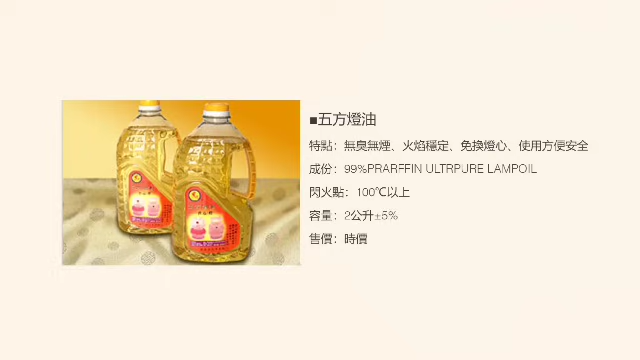 ■五方燈油
特點：無臭無煙、火焰穩定、免換燈心、使用方便安全
成份：99%PRARFFIN ULTRPURE LAMPOIL
閃火點：100℃以上
容量：2公升±5%
售價：時價